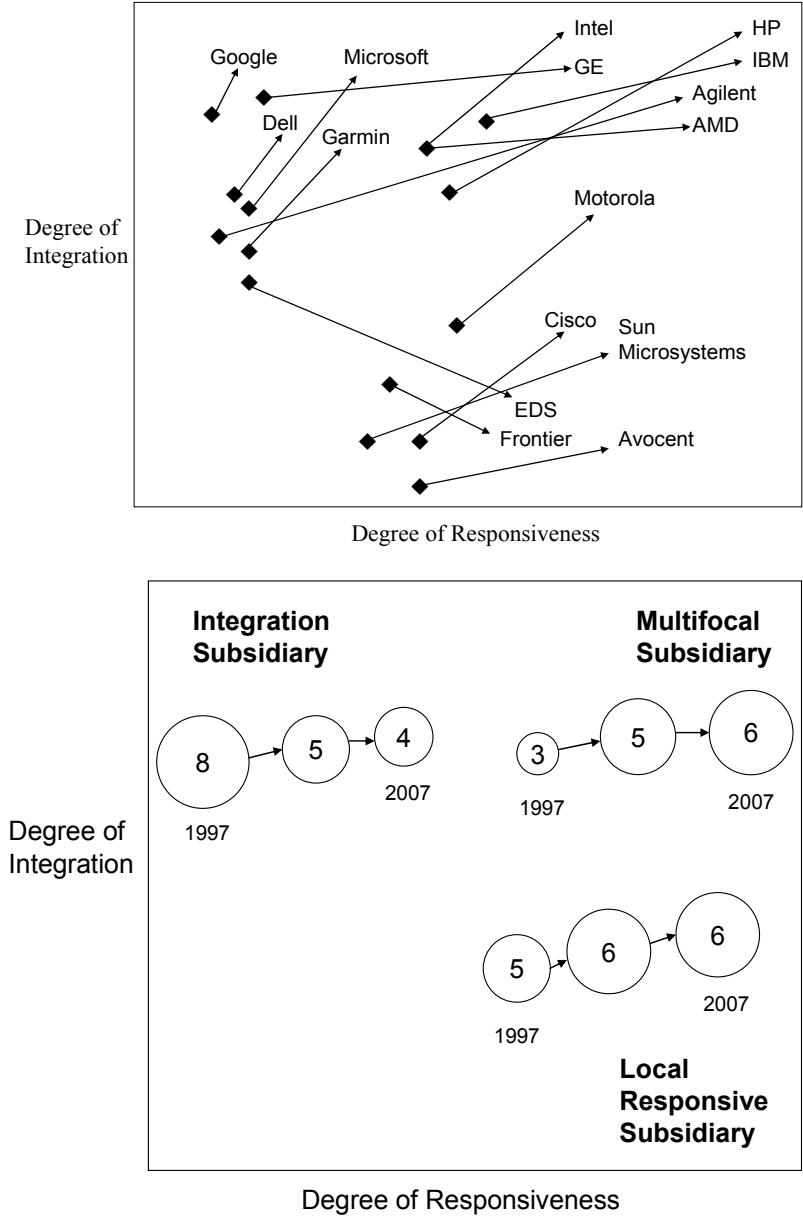 Google
Microsoft
Intel
HP
GE
IBM
Agilent
AMD
Dell
Garmin
Motorola
Degree of
Integration
Cisco
Sun
Microsystems
EDS
Frontier
Avocent
Degree of Responsiveness
Integration
Subsidiary
Multifocal
Subsidiary
8
5
4
3
5
6
1997
2007
1997
2007
Degree of
Integration
5
6
6
1997
2007
Local
Responsive
Subsidiary
Degree of Responsiveness